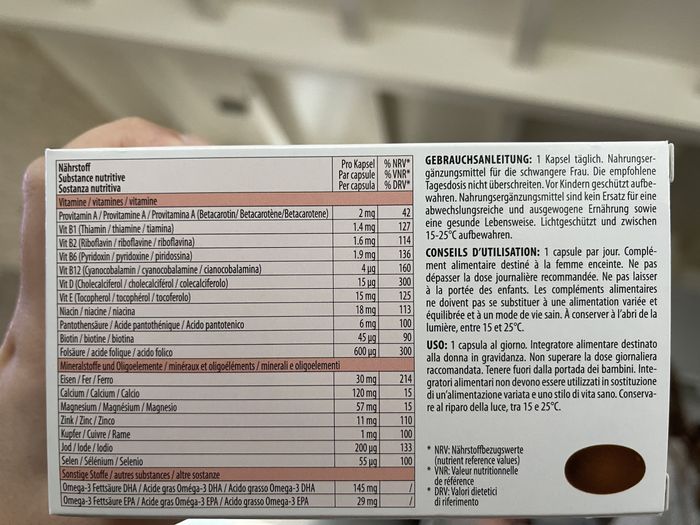 Nährstoff Pro Kapsel % NRV*
Substance nutritive Par capsule % VNR*
Sostanza nutritiva Per capsula % DRV*
Vitamine / vitamines / vitamine
Provitamin A / Provitamine A / Provitamina A (Betacarotin/ Betacarotène/Betacarotene) 2 mg 42
Vit B1 (Thiamin / thiamine / tiamina) 1.4 mg 127
Vit B2 (Riboflavin / riboflavine / riboflavina) 1.6 mg 114
Vit B6 (Pyridoxin / pyridoxine / piridossina) 1.9 mg 136
Vit B12 (Cyanocobalamin / cyanocobalamine / cianocobalamina) 4 µg 160
Vit D (Cholecalciferol / cholecalciférol / colecalciferolo) 15 µg 300
Vit E (Tocopherol / tocophérol / tocoferolo) 15 mg 125
Niacin / niacine / niacina 18 mg 113
Pantothensäure / Acide pantothénique / Acido pantotenico 6 mg 100
Biotin / biotine / biotina 45 µg 90
Folsäure / acide folique / acido folico 600 µg 300
Mineralstoffe und Oligoelemente / minéraux et oligoéléments / minerali e oligoelementi
Eisen / Fer / Ferro 30 mg 214
Calcium / Calcium / Calcio 120 mg 15
Magnesium / Magnésium / Magnesio 57 mg 15
Zink / Zinc / Zinco 11 mg 110
Kupfer / Cuivre / Rame 1 mg 100
Jod / Iode / Iodio 200 µg 133
Selen / Sélénium / Selenio 55 µg 100
Sonstige Stoffe / autres substances / altre sostanze
Omega-3 Fettsäure DHA / Acide gras Oméga-3 DHA / Acido grasso Omega-3 DHA 145 mg /
Omega-3 Fettsäure EPA / Acide gras Oméga-3 EPA / Acido grasso Omega-3 EPA 29 mg /
GEBRAUCHSANLEITUNG: 1 Kapsel täglich. Nahrungser-
gänzungsmittel für die schwangere Frau. Die empfohlene
Tagesdosis nicht überschreiten. Vor Kindern geschützt aufbe-
wahren. Nahrungsergänzungsmittel sind kein Ersatz für eine
abwechslungsreiche und ausgewogene Ernährung sowie
eine gesunde Lebensweise. Lichtgeschützt und zwischen
15-25°C aufbewahren.
CONSEILS D'UTILISATION: 1 capsule par jour. Complé-
ment alimentaire destiné à la femme enceinte. Ne pas
dépasser la dose journalière recommandée. Ne pas laisser
à la portée des enfants. Les compléments alimentaires
ne doivent pas se substituer à une alimentation variée et
équilibrée et à un mode de vie sain. À conserver à l'abri de la
lumière, entre 15 et 25°C.
USO: 1 capsula al giorno. Integratore alimentare destinato
alla donna in gravidanza. Non superare la dose giornaliera
raccomandata. Tenere fuori dalla portata dei bambini. Inte-
gratori alimentari non devono essere utilizzati in sostituzione
di un'alimentazione variata e uno stilo di vita sano. Conserva-
re al riparo della luce, tra 15 e 25°C.
* NRV: Nährstoffbezugswerte
(nutrient reference values)
* VNR: Valeur nutritionnelle
de référence
* DRV: Valori dietetici
di riferimento